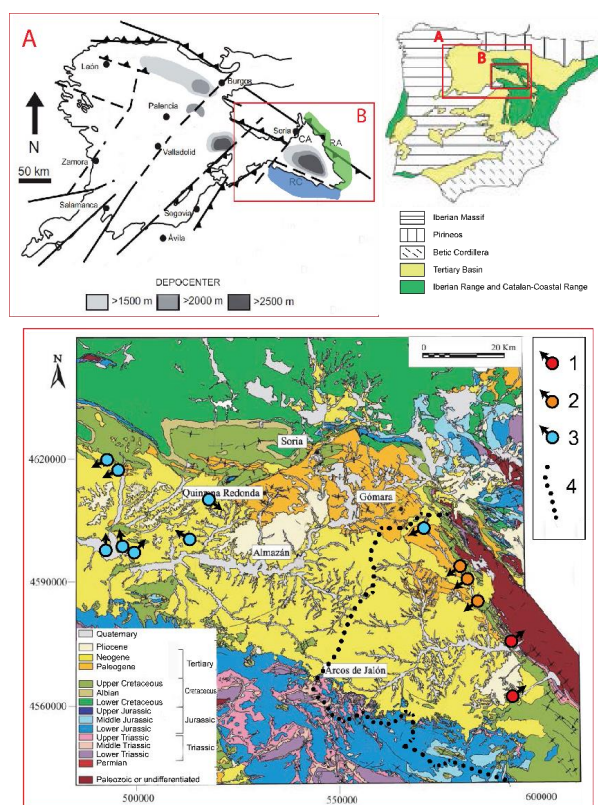 A
Laón
Burgos
Palencia
N
50 km
Valladolid
Zamora
Salamanca
Segovia
Ávila
Soria
CA
RA
RC
B
DEPOCENTER
>1500 m
>2000 m
>2500 m
A
B
Iberian Massif
Pirineos
Betic Cordillera
Tertiary Basin
Iberian Range and Catalan-Coastal Range
N
0
20 Km
1
2
3
4
Soria
4620000
Quintana Redonda
Gómara
Almazán
4590000
Arcos de Jalón
4560000
Quaternary
Pliocene
Neogene
Paleogene
Tertiary
Upper Cretaceous
Albian
Lower Cretaceous
Cretaceous
Upper Jurassic
Middle Jurassic
Lower Jurassic
Jurassic
Upper Triassic
Middle Triassic
Lower Triassic
Triassic
Permian
Paleozoic or undifferentiated
500000
550000
600000